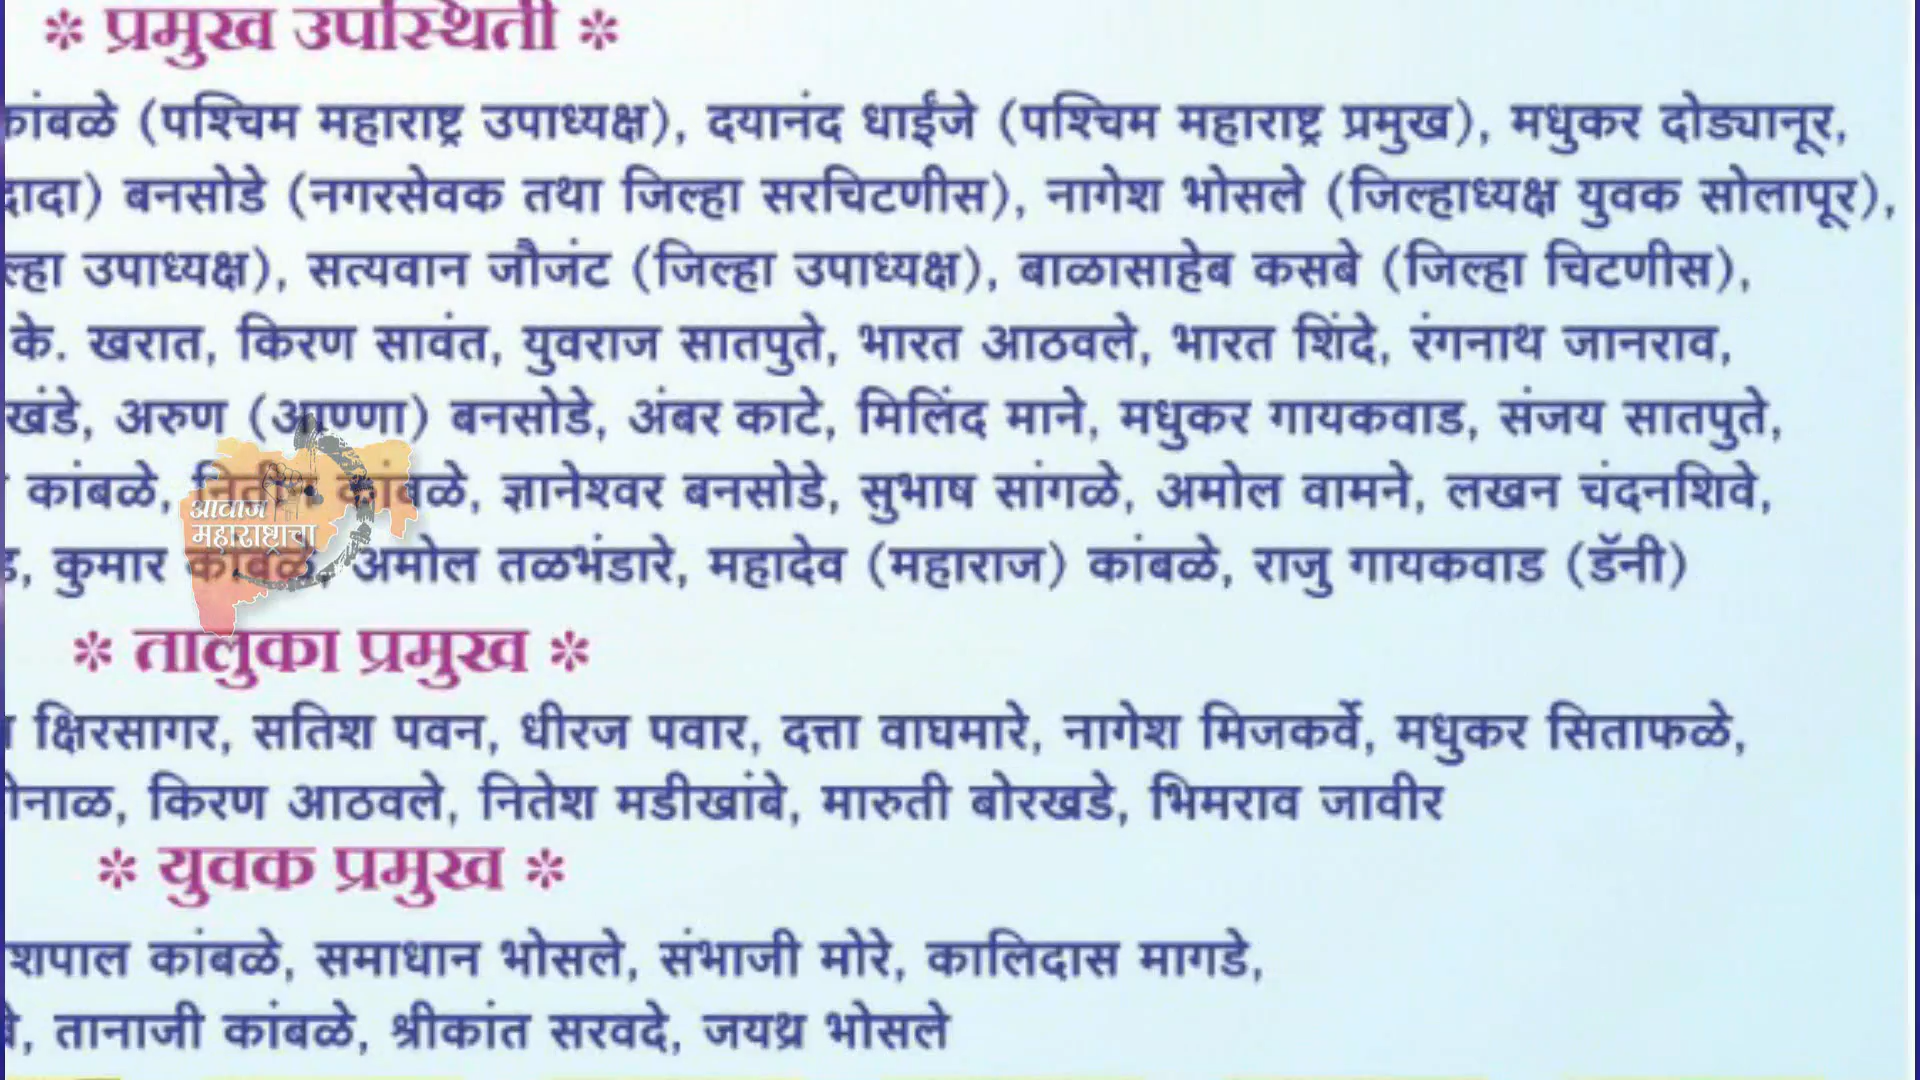 * प्रमुख उपस्थिती *
कांबळे (पश्चिम महाराष्ट्र उपाध्यक्ष), दयानंद धाईंजे (पश्चिम महाराष्ट्र प्रमुख), मधुकर दोड्यानूर,
दादा) बनसोडे (नगरसेवक तथा जिल्हा सरचिटणीस), नागेश भोसले (जिल्हाध्यक्ष युवक सोलापूर),
ल्हा उपाध्यक्ष), सत्यवान जौजंट (जिल्हा उपाध्यक्ष), बाळासाहेब कसबे (जिल्हा चिटणीस),
के. खरात, किरण सावंत, युवराज सातपुते, भारत आठवले, भारत शिंदे, रंगनाथ जानराव,
खंडे, अरुण (आण्णा) बनसोडे, अंबर काटे, मिलिंद माने, मधुकर गायकवाड, संजय सातपुते,
कांबळे, कांबळे, ज्ञानेश्वर बनसोडे, सुभाष सांगळे, अमोल वामने, लखन चंदनशिवे,
आवाज
महाराष्ट्राचा
कुमार कांबळे, अमोल तळभंडारे, महादेव (महाराज) कांबळे, राजु गायकवाड (डॅनी)
* तालुका प्रमुख *
क्षिरसागर, सतिश पवन, धीरज पवार, दत्ता वाघमारे, नागेश मिजकर्वे, मधुकर सिताफळे,
ोनाळ, किरण आठवले, नितेश मडीखांबे, मारुती बोरखडे, भिमराव जावीर
* युवक प्रमुख *
शपाल कांबळे, समाधान भोसले, संभाजी मोरे, कालिदास मागडे,
तानाजी कांबळे, श्रीकांत सरवदे, जयथ्र भोसले